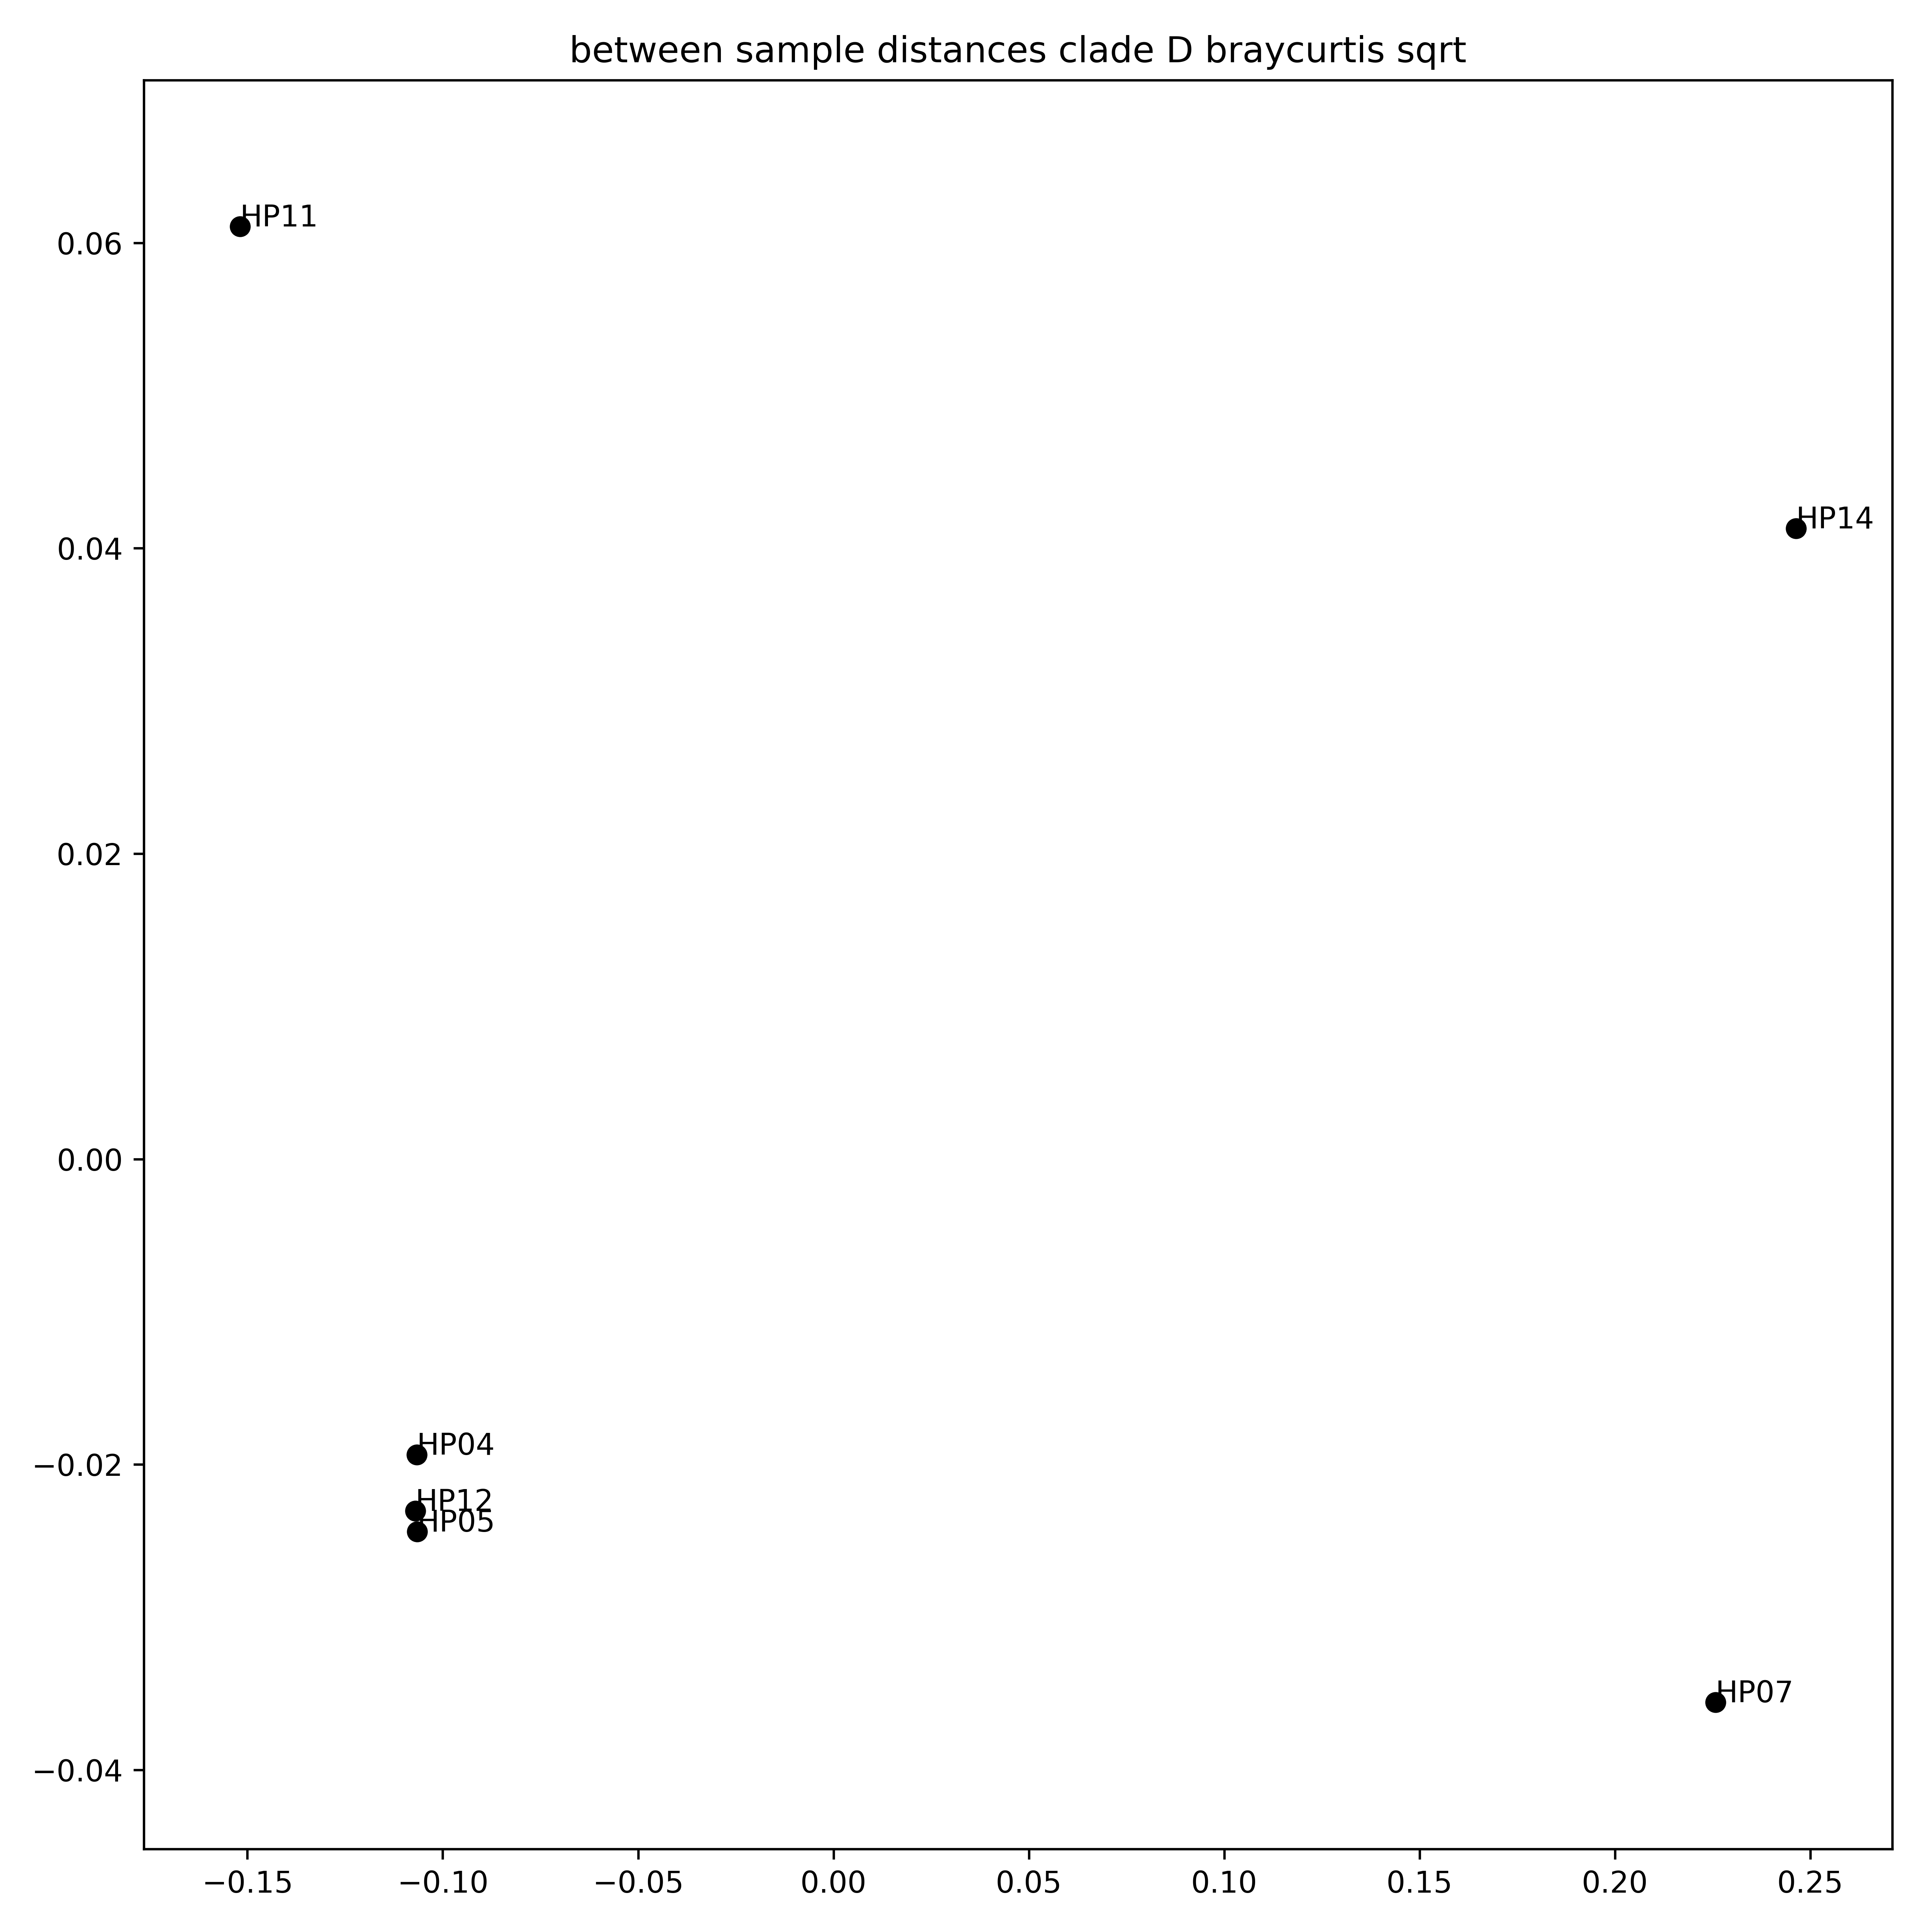 between sample distances clade D braycurtis sqrt
HP11
0.06
HP14
0.04
0.02
0.00
HP04
−0.02
HP12
HP05
HP07
−0.04
−0.15 −0.10 −0.05 0.00 0.05 0.10 0.15 0.20 0.25